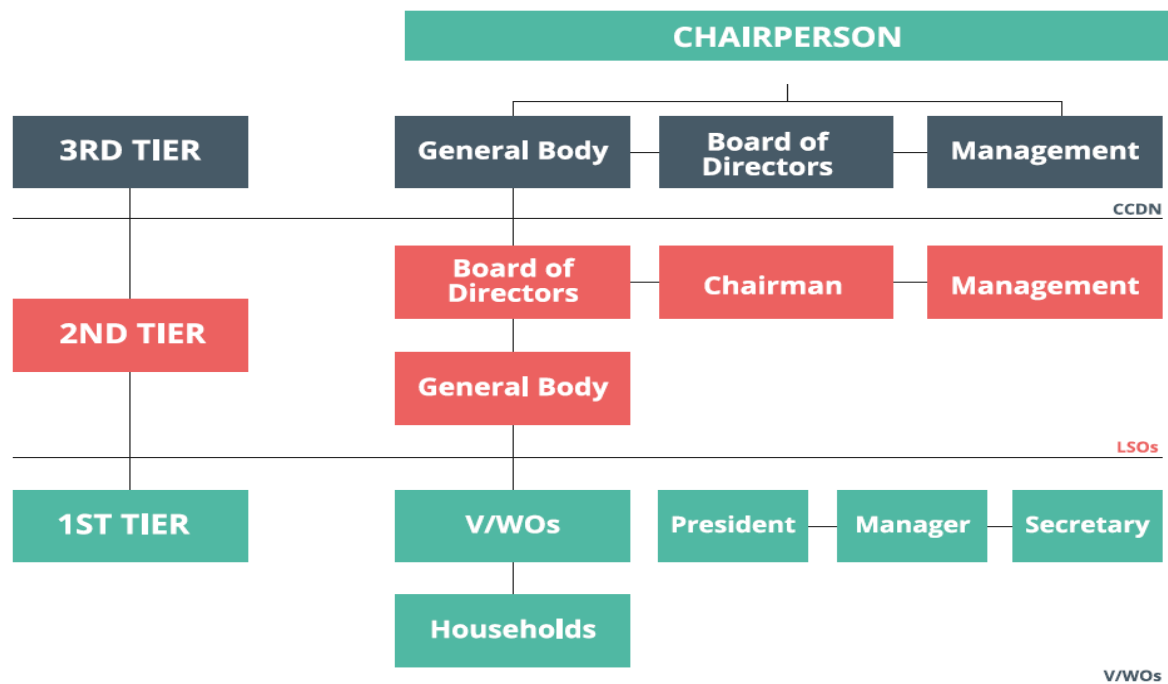 CHAIRPERSON
3RD TIER
General Body
Board of
Directors
Management
CCDN
Board of
Directors
Chairman
Management
2ND TIER
General Body
LSOs
1ST TIER
V/WOs
President
Manager
Secretary
Households
V/WOs